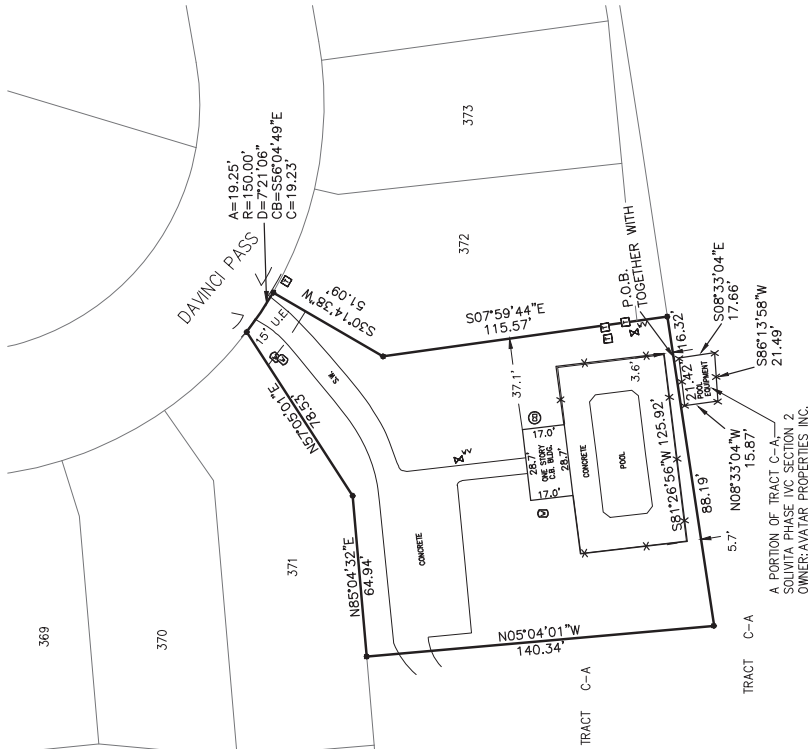 373
372
371
370
369
DAVINCI PASS
A=19.25'
R=150.00'
D=7°21'06"
CB=S56°04'49"E
C=19.23'
15'
U.E.
S30°14'38"W
51.09'
N57°05'01"E
78.53'
S07°59'44"E
115.57'
N85°04'32"E
64.94'
S.W.
CONCRETE
P.O.B.
TOGETHER WITH
37.1'
17.0'
28.7'
ONE STORY
C.B. BLDG.
28.7'
17.0'
CONCRETE
POOL
3.6'
16.32'
21.42'
POOL
EQUIPMENT
S08°33'04"E
17.66'
S86°13'58"W
21.49'
N08°33'04"W
15.87'
S81°26'56"W 125.92'
88.19'
5.7'
N05°04'01"W
140.34'
TRACT C-A
TRACT C-A
A PORTION OF TRACT C-A,
SOLIVITA PHASE IVC SECTION 2
OWNER: AVATAR PROPERTIES INC.